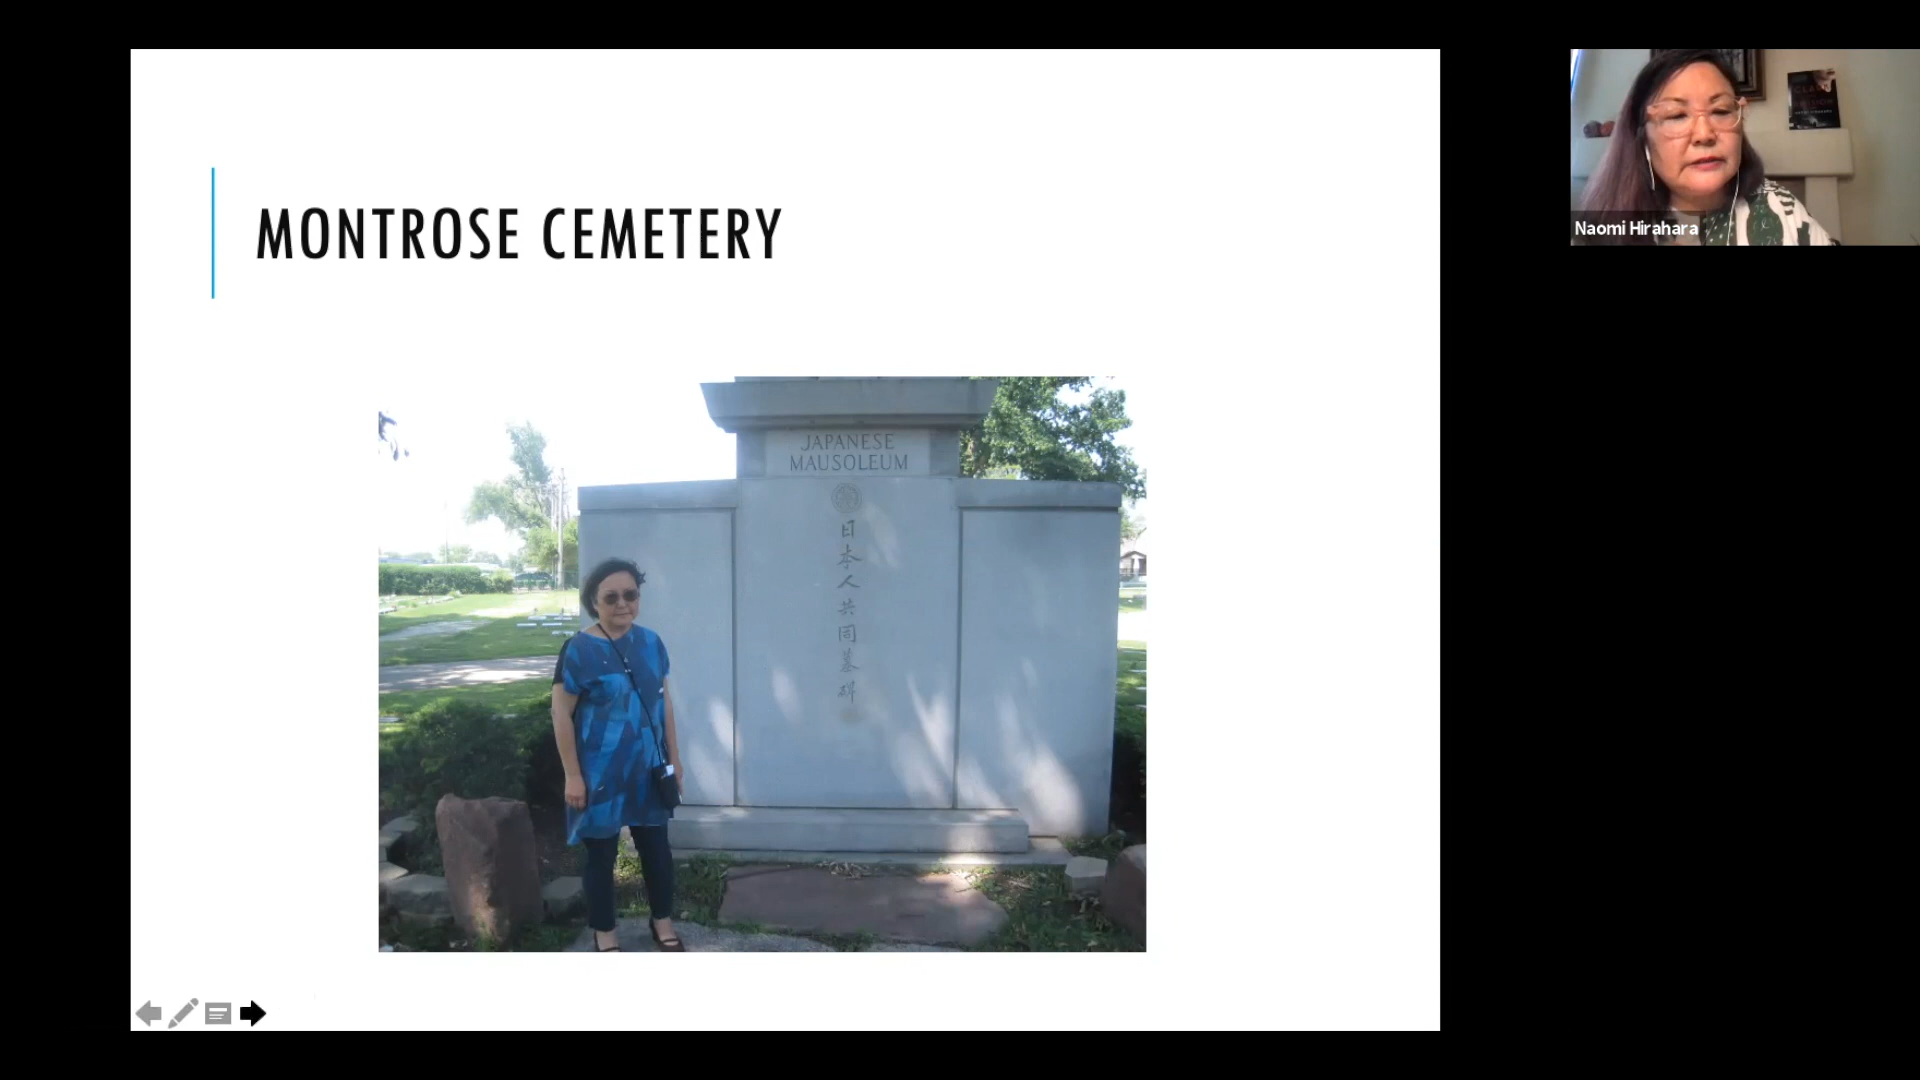 MONTROSE CEMETERY
JAPANESE
MAUSOLEUM
日本人共同墓碑
Naomi Hirahara